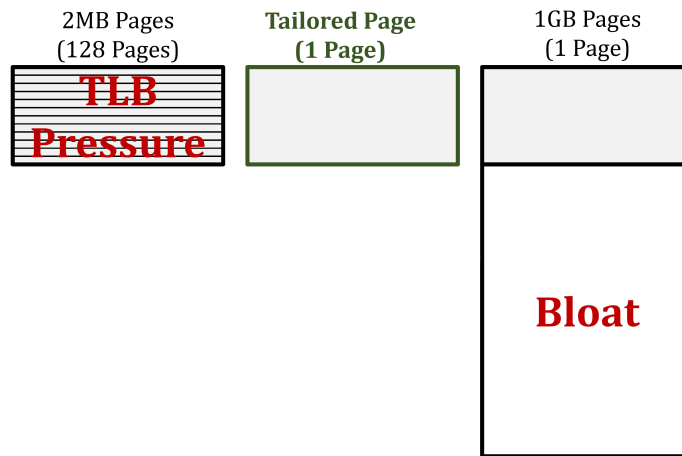 2MB Pages
(128 Pages)
Tailored Page
(1 Page)
1GB Pages
(1 Page)
TLB
Pressure
Bloat